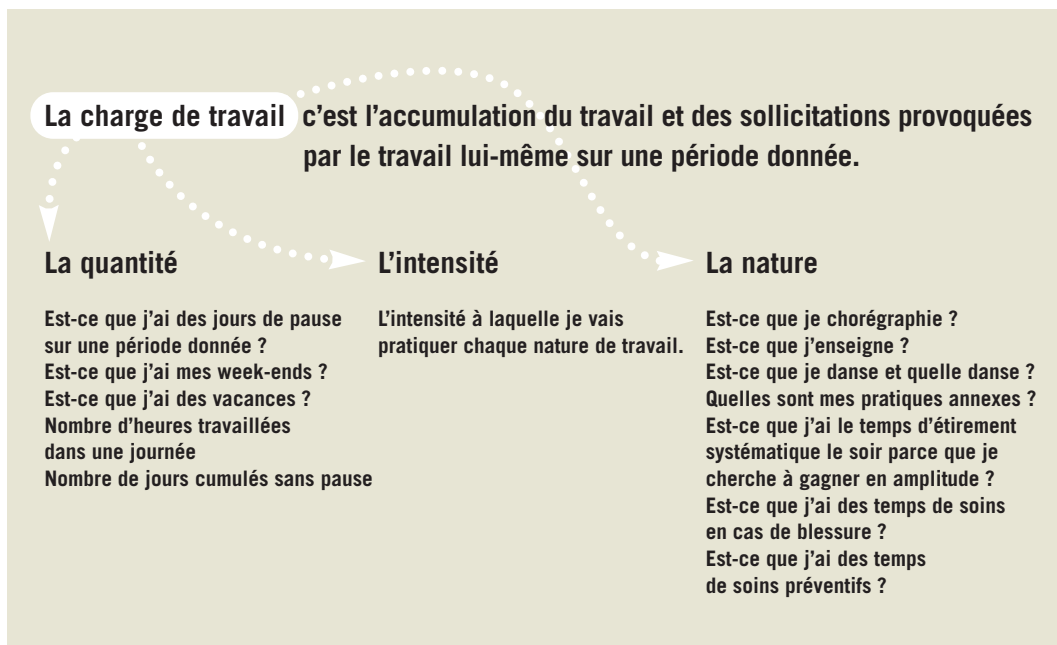 La charge de travail c’est l’accumulation du travail et des sollicitations provoquées
par le travail lui-même sur une période donnée.
La quantité
Est-ce que j’ai des jours de pause
sur une période donnée ?
Est-ce que j’ai mes week-ends ?
Est-ce que j’ai des vacances ?
Nombre d’heures travaillées
dans une journée
Nombre de jours cumulés sans pause
L’intensité
L’intensité à laquelle je vais
pratiquer chaque nature de travail.
La nature
Est-ce que je chorégraphie ?
Est-ce que j’enseigne ?
Est-ce que je danse et quelle danse ?
Quelles sont mes pratiques annexes ?
Est-ce que j’ai le temps d’étirement
systématique le soir parce que je
cherche à gagner en amplitude ?
Est-ce que j’ai des temps de soins
en cas de blessure ?
Est-ce que j’ai des temps
de soins préventifs ?